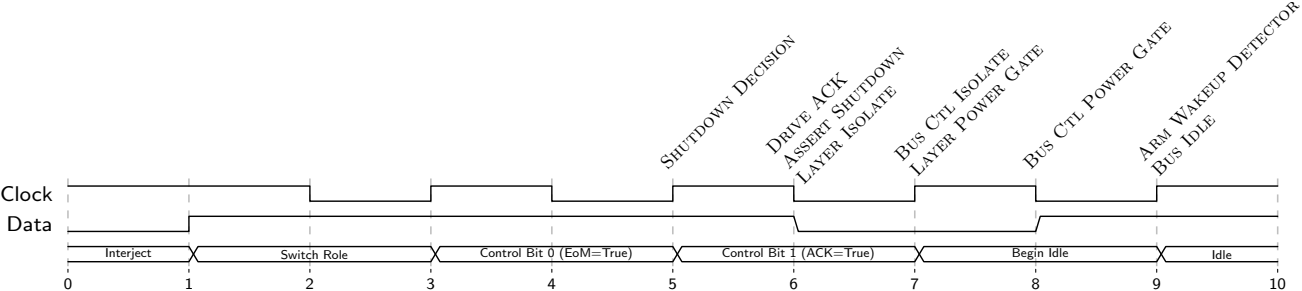 SHUTDOWN DECISION
DRIVE ACK
ASSERT SHUTDOWN
LAYER ISOLATE
BUS CTL ISOLATE
LAYER POWER GATE
BUS CTL POWER GATE
ARM WAKEUP DETECTOR
BUS IDLE
Clock
Data
Interject Switch Role Control Bit 0 (EoM=True) Control Bit 1 (ACK=True) Begin Idle Idle
0 1 2 3 4 5 6 7 8 9 10